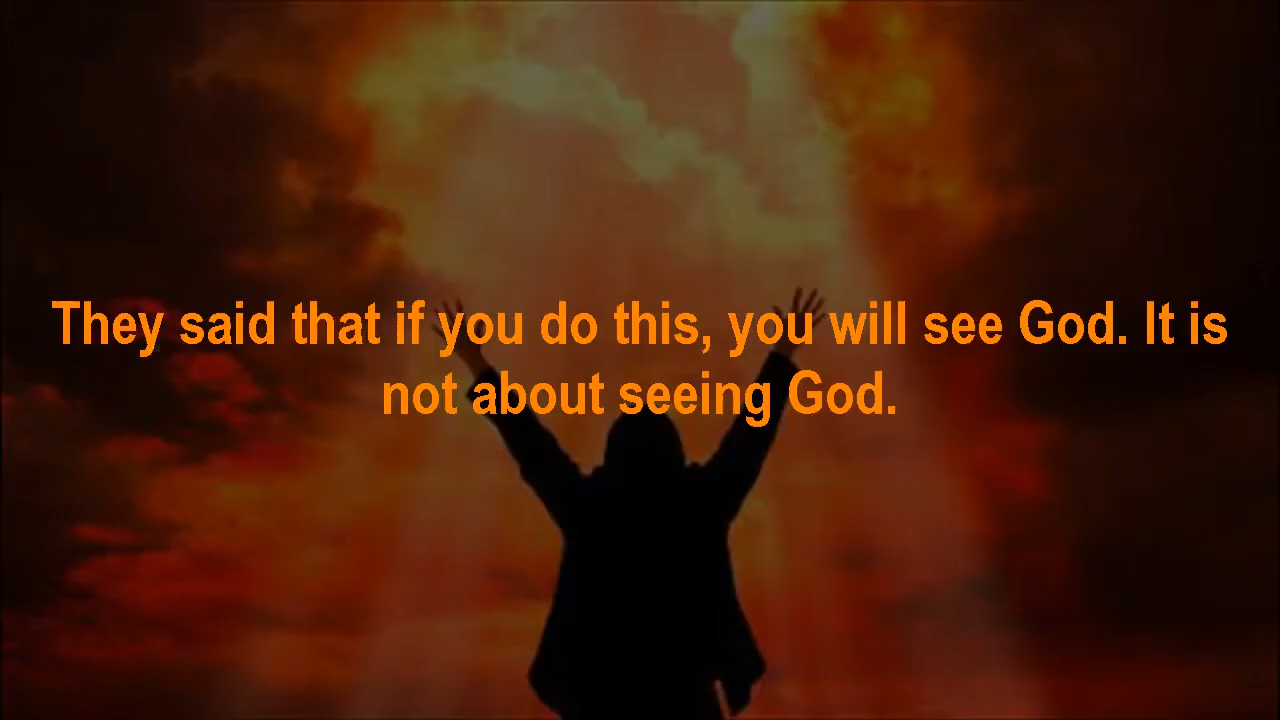 They said that if you do this, you will see God. It is
not about seeing God.